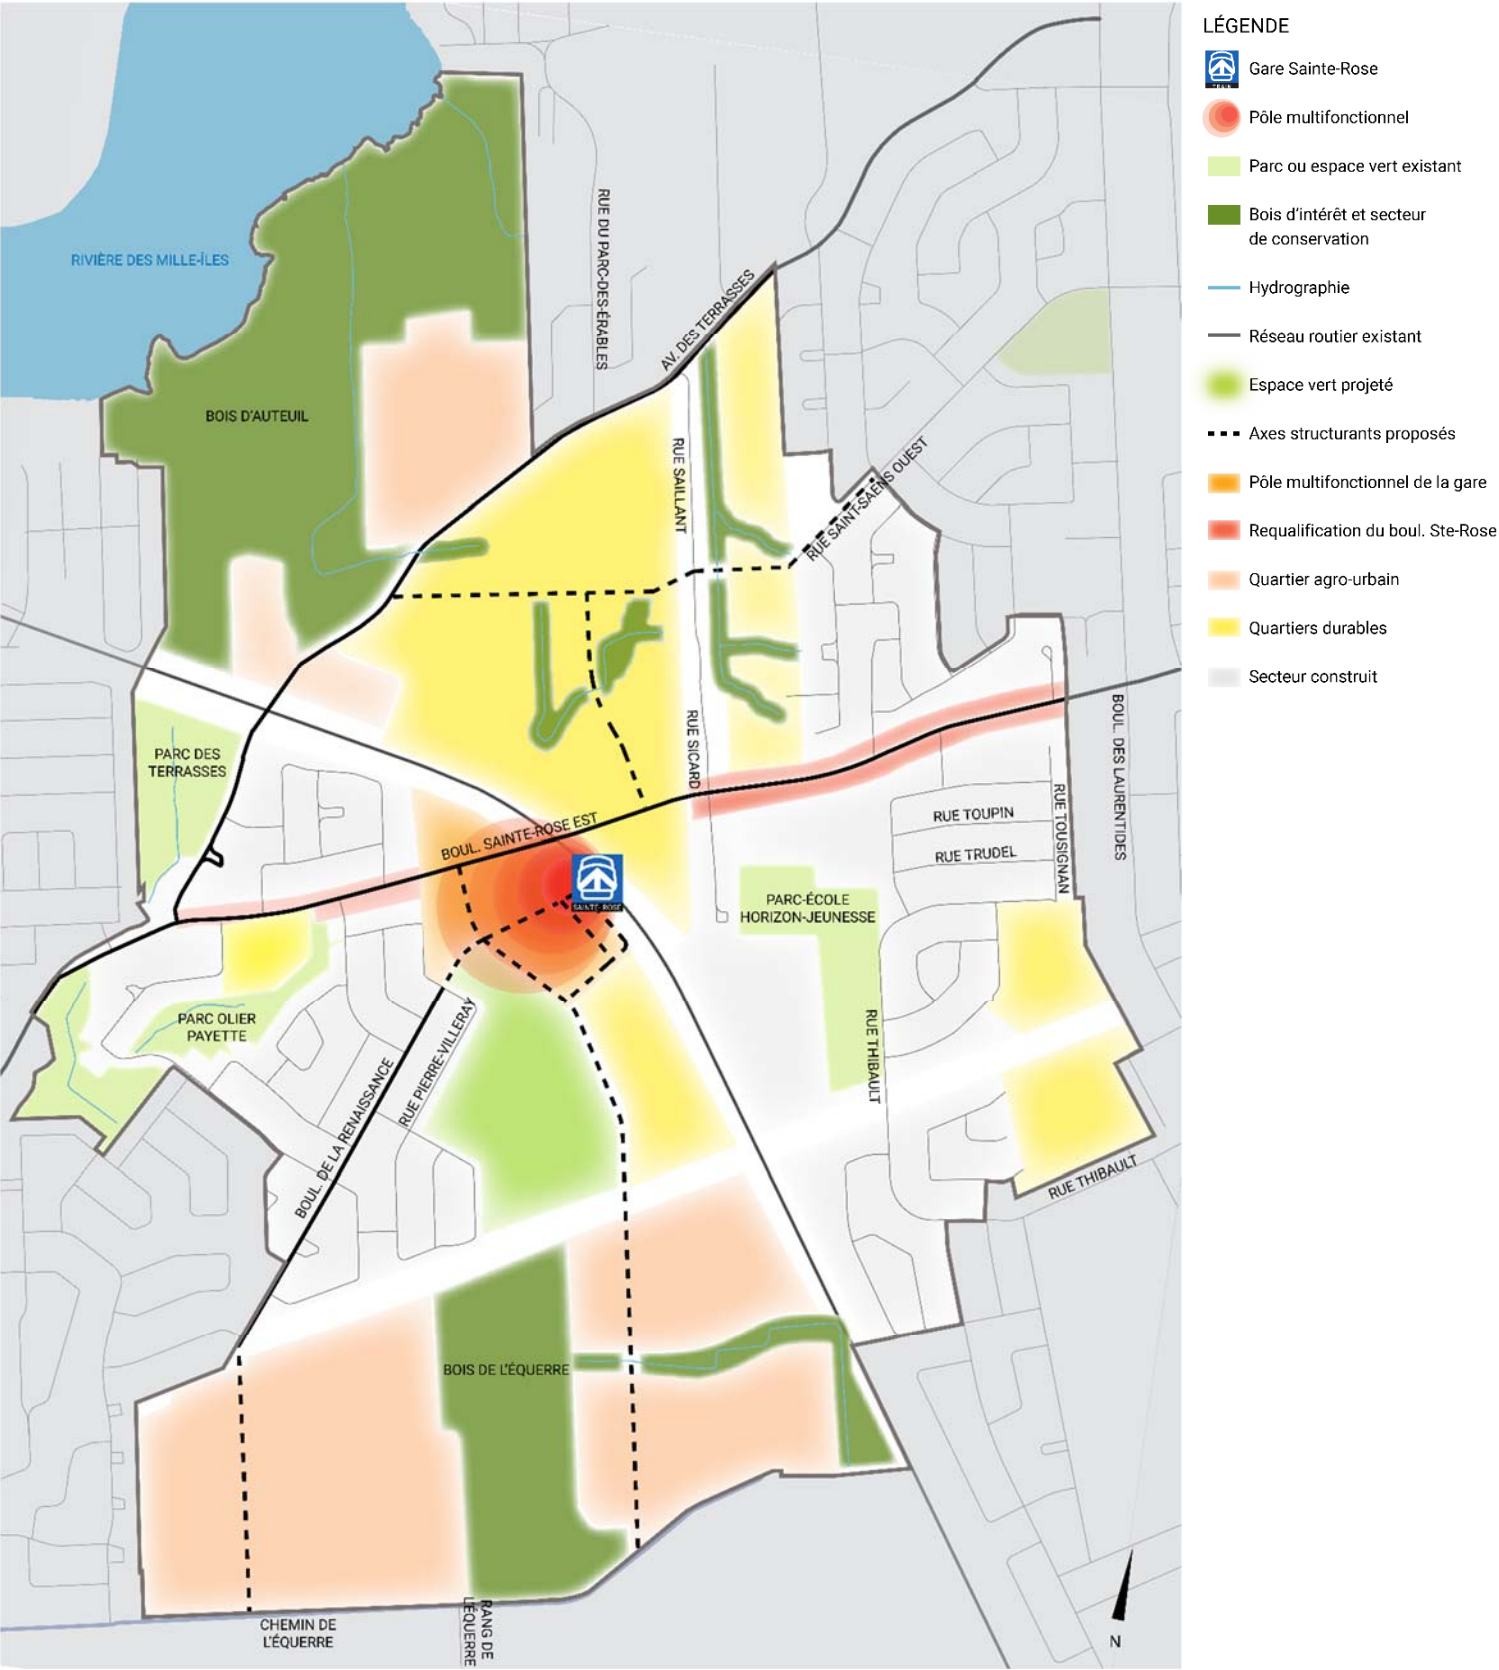 LÉGENDE
Gare Sainte-Rose
Pôle multifonctionnel
Parc ou espace vert existant
Bois d'intérêt et secteur
de conservation
Hydrographie
Réseau routier existant
Espace vert projeté
Axes structurants proposés
Pôle multifonctionnel de la gare
Requalification du boul. Ste-Rose
Quartier agro-urbain
Quartiers durables
Secteur construit
RIVIÈRE DES MILLE-ÎLES
RUE DU PARC-DES-ÉRABLES
AV. DES TERRASSES
BOIS D'AUTEUIL
RUE SAILLANT
RUE SAINT-SAËNS OUEST
PARC DES
TERRASSES
RUE SICARD
BOUL. DES LAURENTIDES
BOUL. SAINTE-ROSE EST
RUE TOUPIN
RUE TRUDEL
RUE TOUSIGNAN
SAINTE-ROSE
PARC-ÉCOLE
HORIZON-JEUNESSE
PARC OLIER
PAYETTE
RUE PIERRE-VILLERAY
BOUL. DE LA RENAISSANCE
RUE THIBAULT
RUE THIBAULT
BOIS DE L'ÉQUERRE
CHEMIN DE
L'ÉQUERRE
RANG DE
L'ÉQUERRE
N